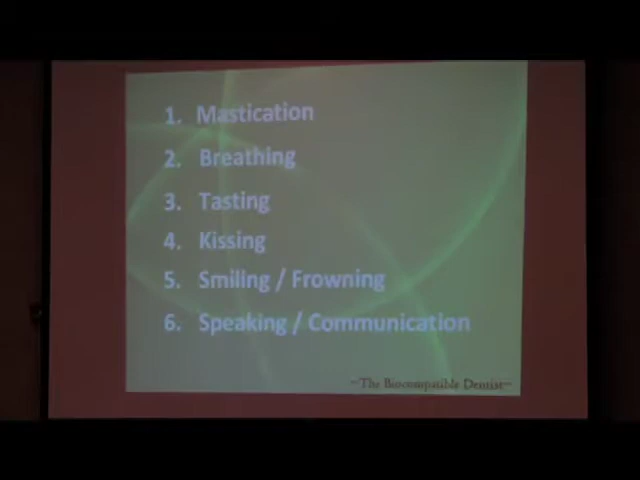 1. Mastication
2. Breathing
3. Tasting
4. Kissing
5. Smiling / Frowning
6. Speaking / Communication
~The Biocompatible Dentist~